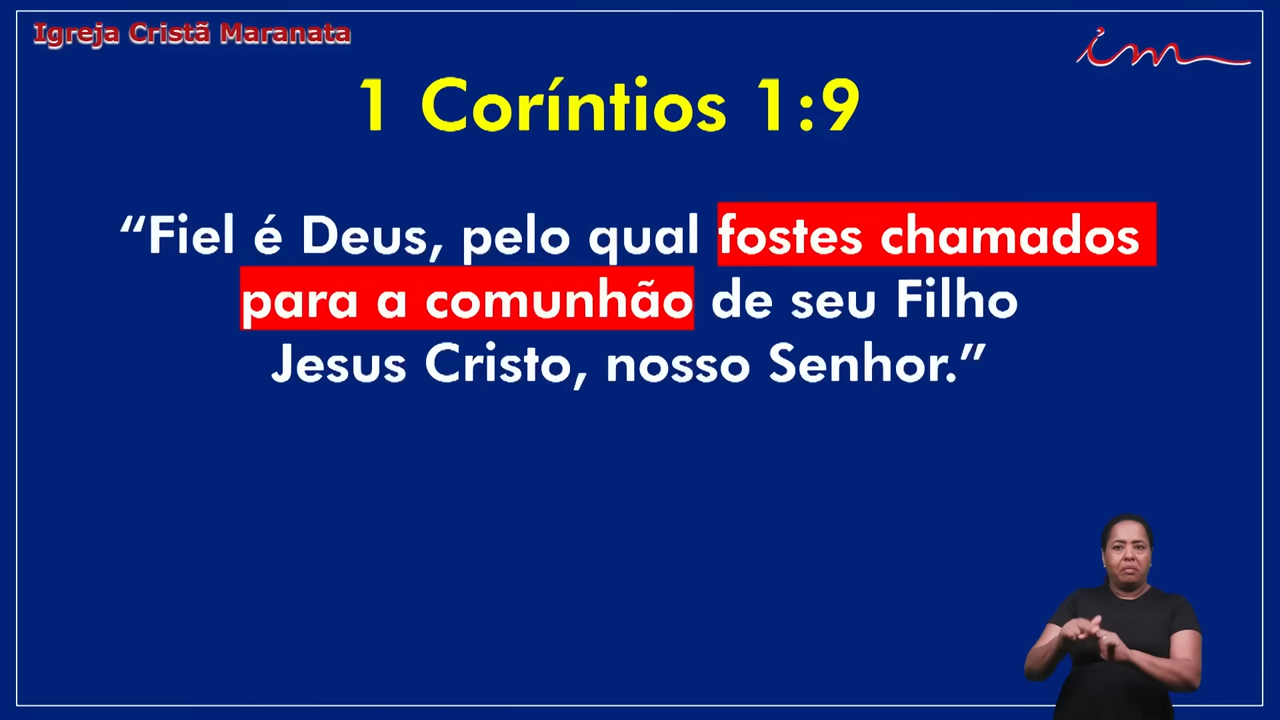 Igreja Cristã Maranata
im
1 Coríntios 1:9
“Fiel é Deus, pelo qual fostes chamados
para a comunhão de seu Filho
Jesus Cristo, nosso Senhor.”